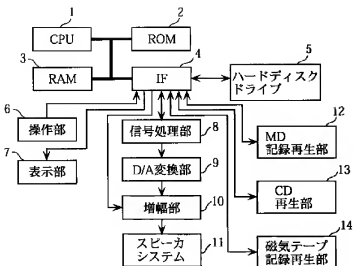 1
CPU
2
ROM
3
RAM
4
IF
5
ハードディスク
ドライブ
6
操作部
7
表示部
信号処理部
8
D/A変換部
9
増幅部
10
スピーカ
システム
11
12
MD
記録再生部
13
CD
再生部
14
磁気テープ
記録再生部